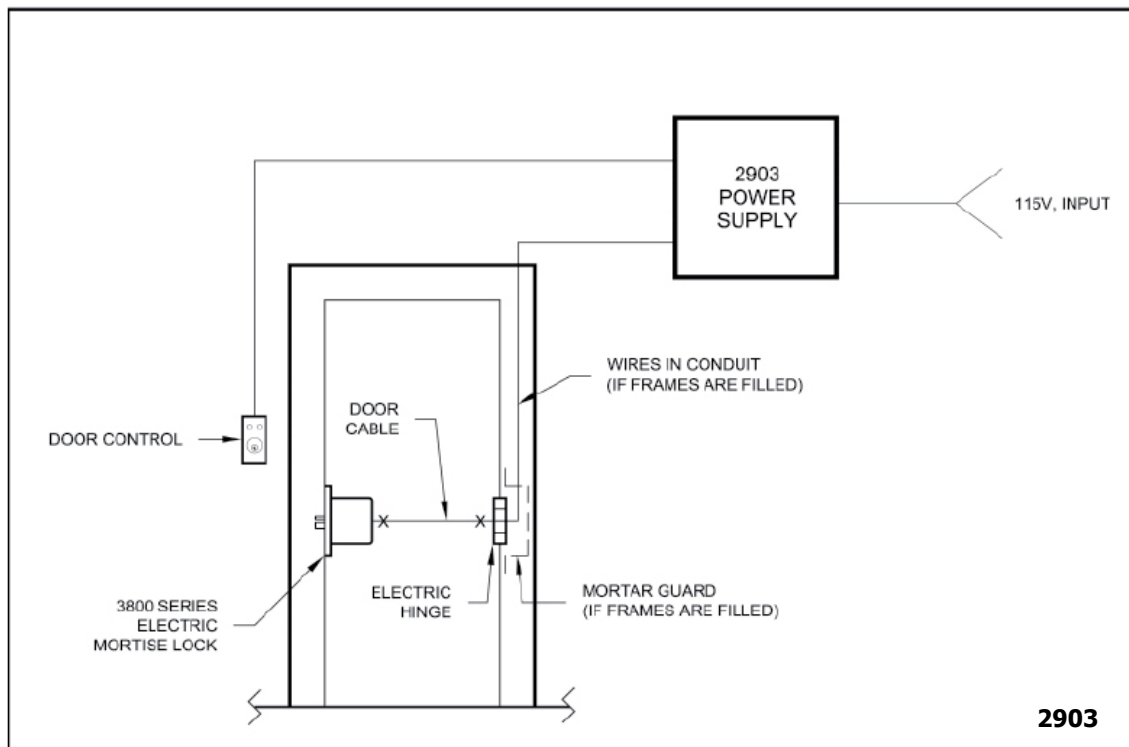 2903
POWER
SUPPLY
115V, INPUT
WIRES IN CONDUIT
(IF FRAMES ARE FILLED)
DOOR
CABLE
DOOR CONTROL
ELECTRIC
HINGE
MORTAR GUARD
(IF FRAMES ARE FILLED)
3800 SERIES
ELECTRIC
MORTISE LOCK
2903